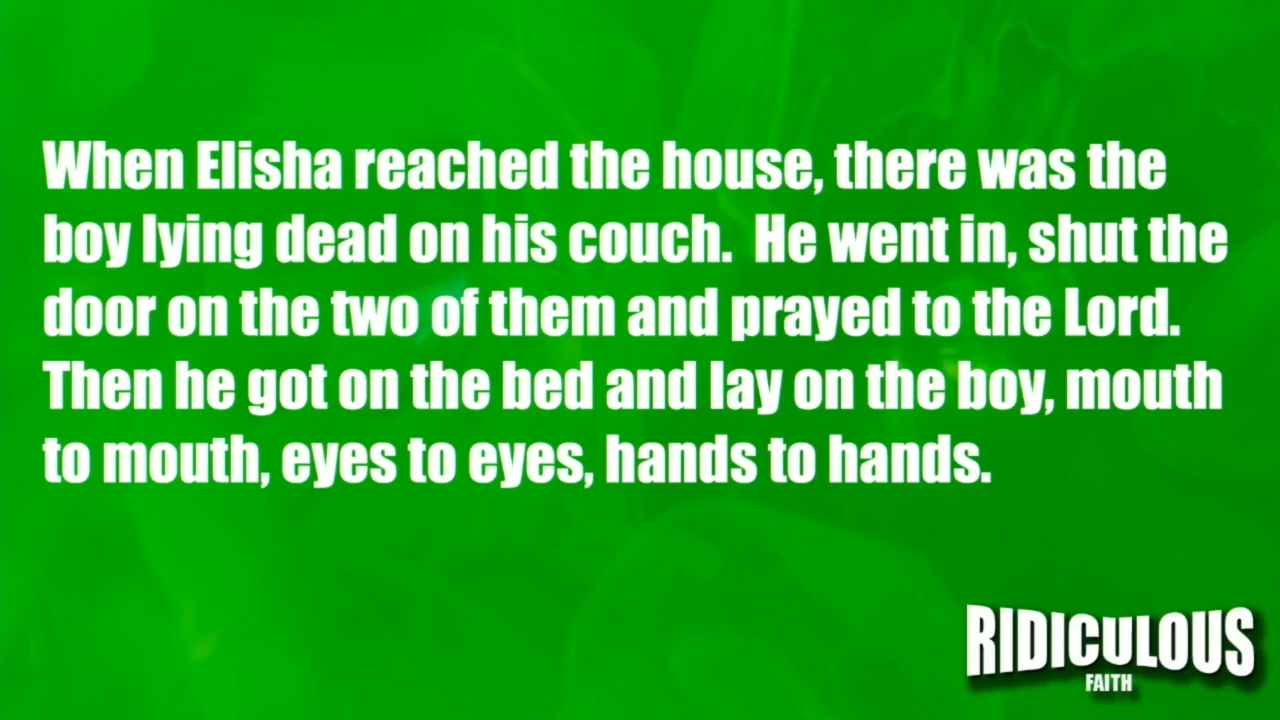 When Elisha reached the house, there was the
boy lying dead on his couch.  He went in, shut the
door on the two of them and prayed to the Lord.
Then he got on the bed and lay on the boy, mouth
to mouth, eyes to eyes, hands to hands.
RIDICULOUS
FAITH